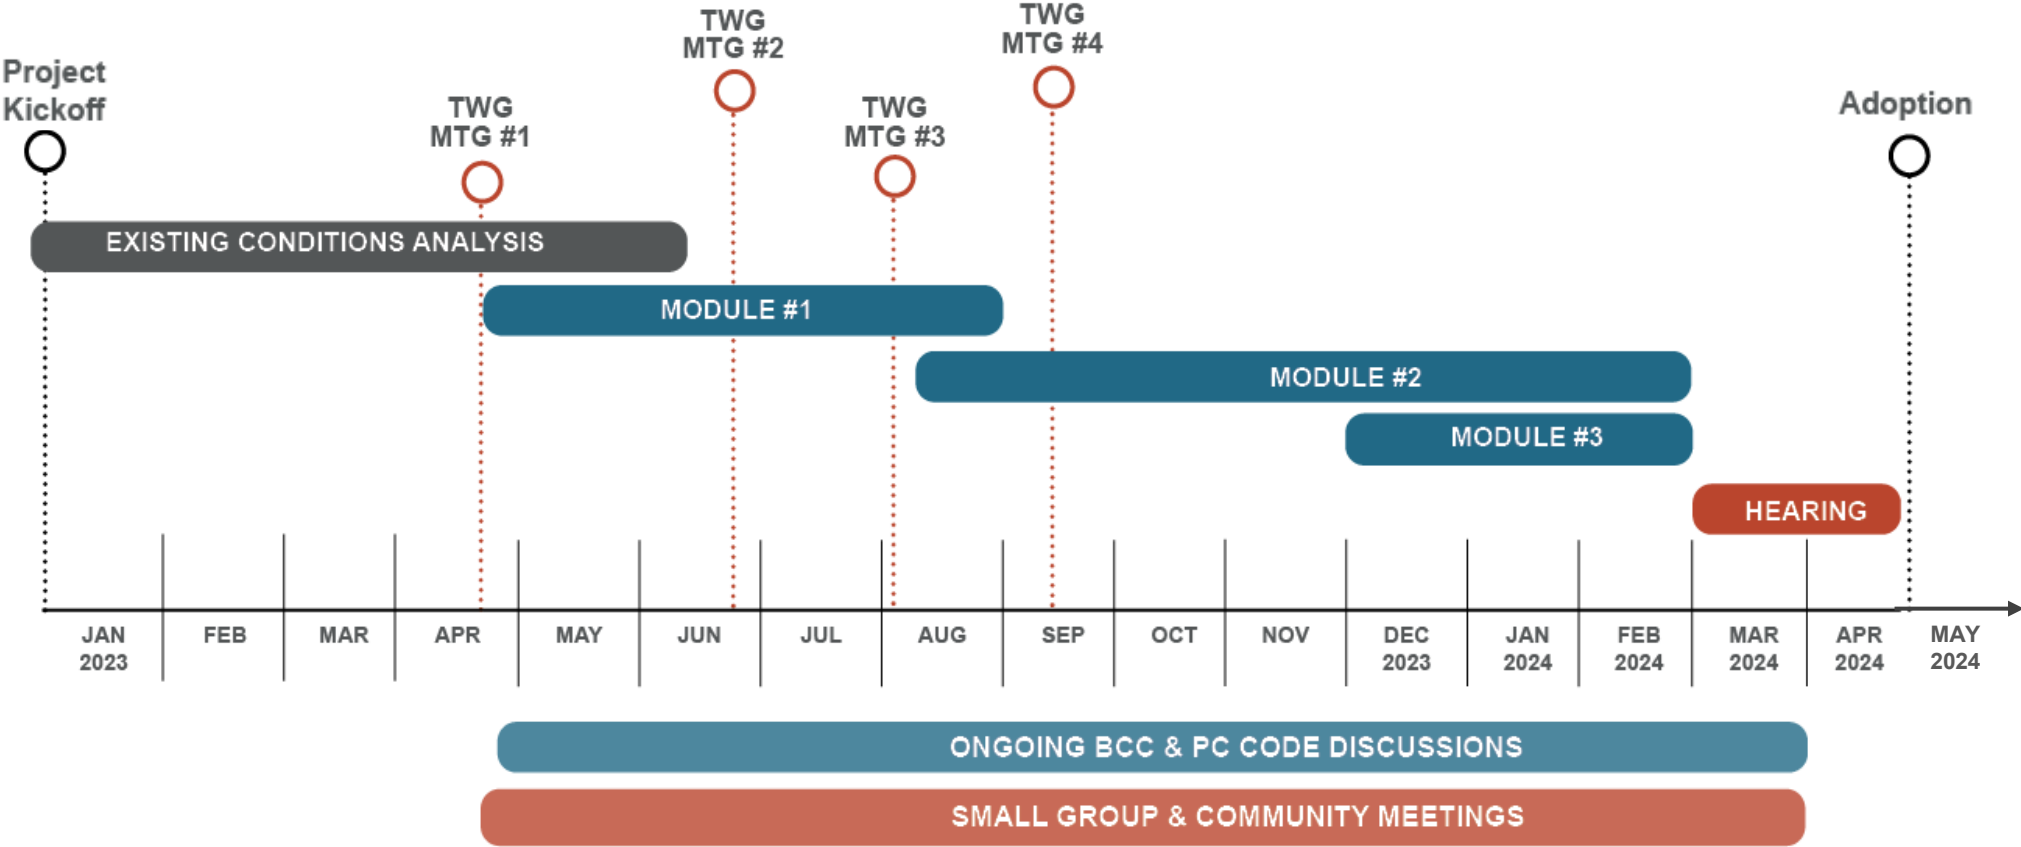 Project
Kickoff
TWG
MTG #1
TWG
MTG #2
TWG
MTG #3
TWG
MTG #4
Adoption
EXISTING CONDITIONS ANALYSIS
MODULE #1
MODULE #2
MODULE #3
HEARING
JAN
2023
FEB
MAR
APR
MAY
JUN
JUL
AUG
SEP
OCT
NOV
DEC
2023
JAN
2024
FEB
2024
MAR
2024
APR
2024
MAY
2024
ONGOING BCC & PC CODE DISCUSSIONS
SMALL GROUP & COMMUNITY MEETINGS